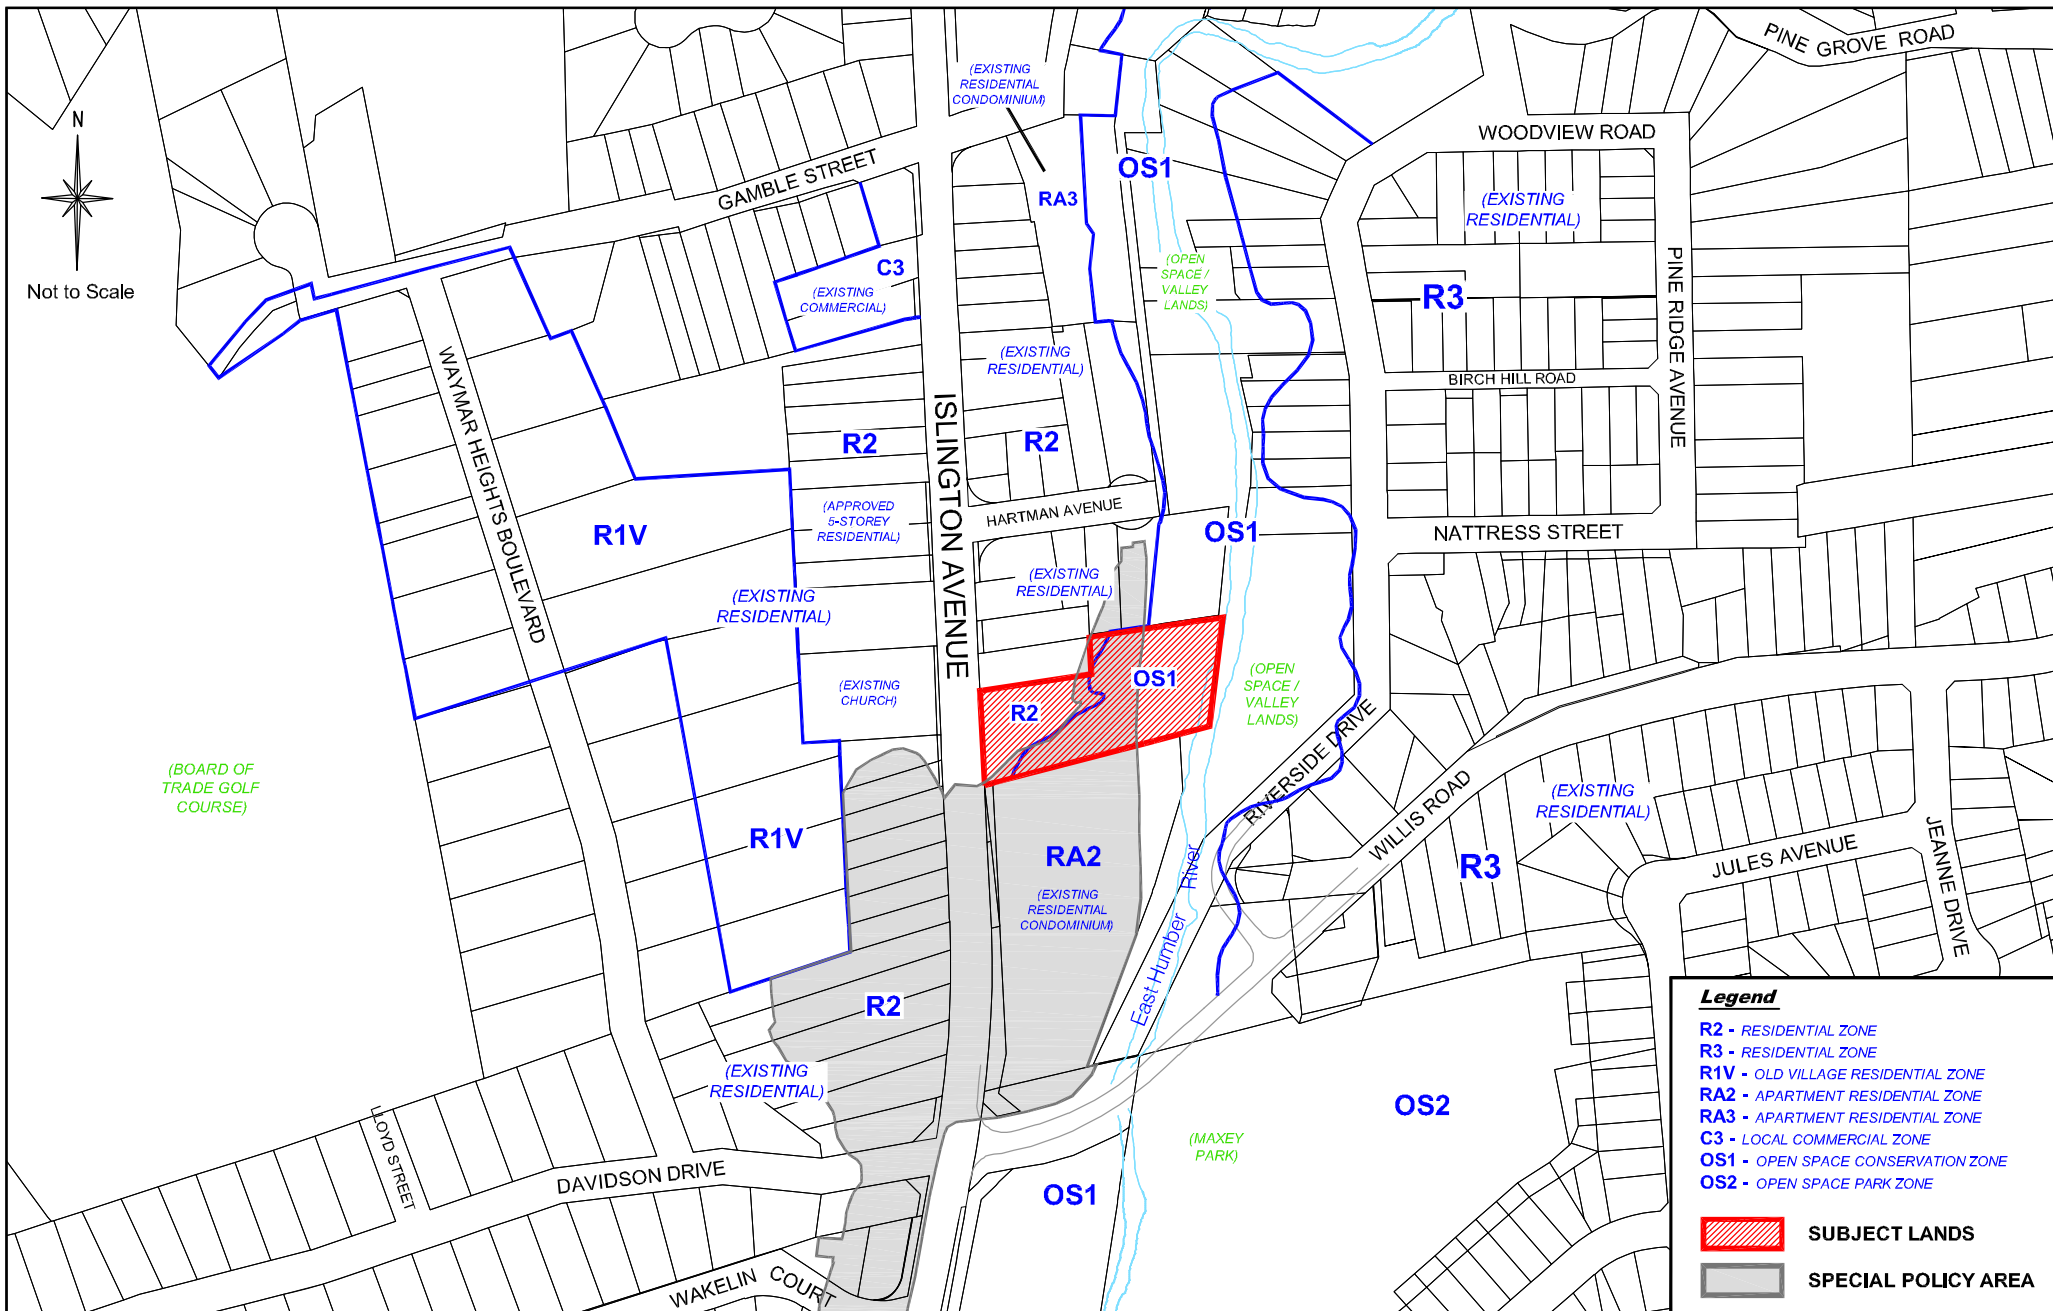 PINE GROVE ROAD
(EXISTING
RESIDENTIAL
CONDOMINIUM)
N
Not to Scale
WOODVIEW ROAD
GAMBLE STREET
OS1
RA3
(EXISTING
RESIDENTIAL)
C3
(EXISTING
COMMERCIAL)
(OPEN
SPACE /
VALLEY
LANDS)
R3
PINE RIDGE AVENUE
WAYMAR HEIGHTS BOULEVARD
(EXISTING
RESIDENTIAL)
BIRCH HILL ROAD
ISLINGTON AVENUE
R2
R2
(APPROVED
5-STOREY
RESIDENTIAL)
HARTMAN AVENUE
R1V
OS1
NATTRESS STREET
(EXISTING
RESIDENTIAL)
(EXISTING
RESIDENTIAL)
(EXISTING
CHURCH)
R2
OS1
(OPEN
SPACE /
VALLEY
LANDS)
RIVERSIDE DRIVE
WILLIS ROAD
(BOARD OF
TRADE GOLF
COURSE)
(EXISTING
RESIDENTIAL)
R1V
RA2
(EXISTING
RESIDENTIAL
CONDOMINIUM)
R3
JULES AVENUE
JEANNE DRIVE
East Humber River
R2
(EXISTING
RESIDENTIAL)
OS2
(MAXEY
PARK)
LLOYD STREET
DAVIDSON DRIVE
OS1
WAKELIN COURT
Legend
R2 - RESIDENTIAL ZONE
R3 - RESIDENTIAL ZONE
R1V - OLD VILLAGE RESIDENTIAL ZONE
RA2 - APARTMENT RESIDENTIAL ZONE
RA3 - APARTMENT RESIDENTIAL ZONE
C3 - LOCAL COMMERCIAL ZONE
OS1 - OPEN SPACE CONSERVATION ZONE
OS2 - OPEN SPACE PARK ZONE
SUBJECT LANDS
SPECIAL POLICY AREA